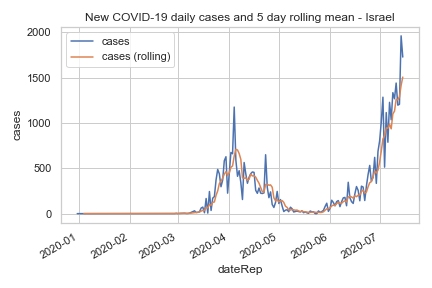 New COVID-19 daily cases and 5 day rolling mean - Israel
cases
cases (rolling)
2000
1500
1000
500
0
cases
2020-01
2020-02
2020-03
2020-04
2020-05
2020-06
2020-07
dateRep